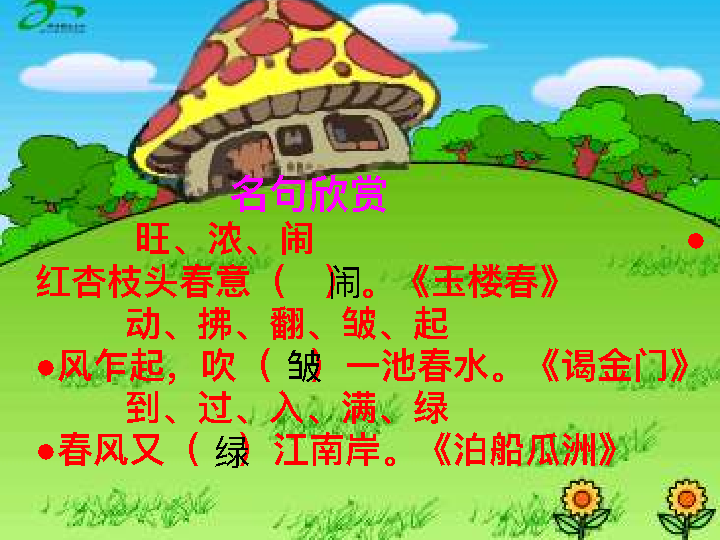 名句欣赏
旺、浓、闹
●红杏枝头春意（ 闹 ）。《玉楼春》
动、拂、翻、皱、起
●风乍起，吹（ 皱 ）一池春水。《谒金门》
到、过、入、满、绿
●春风又（ 绿 ）江南岸。《泊船瓜洲》